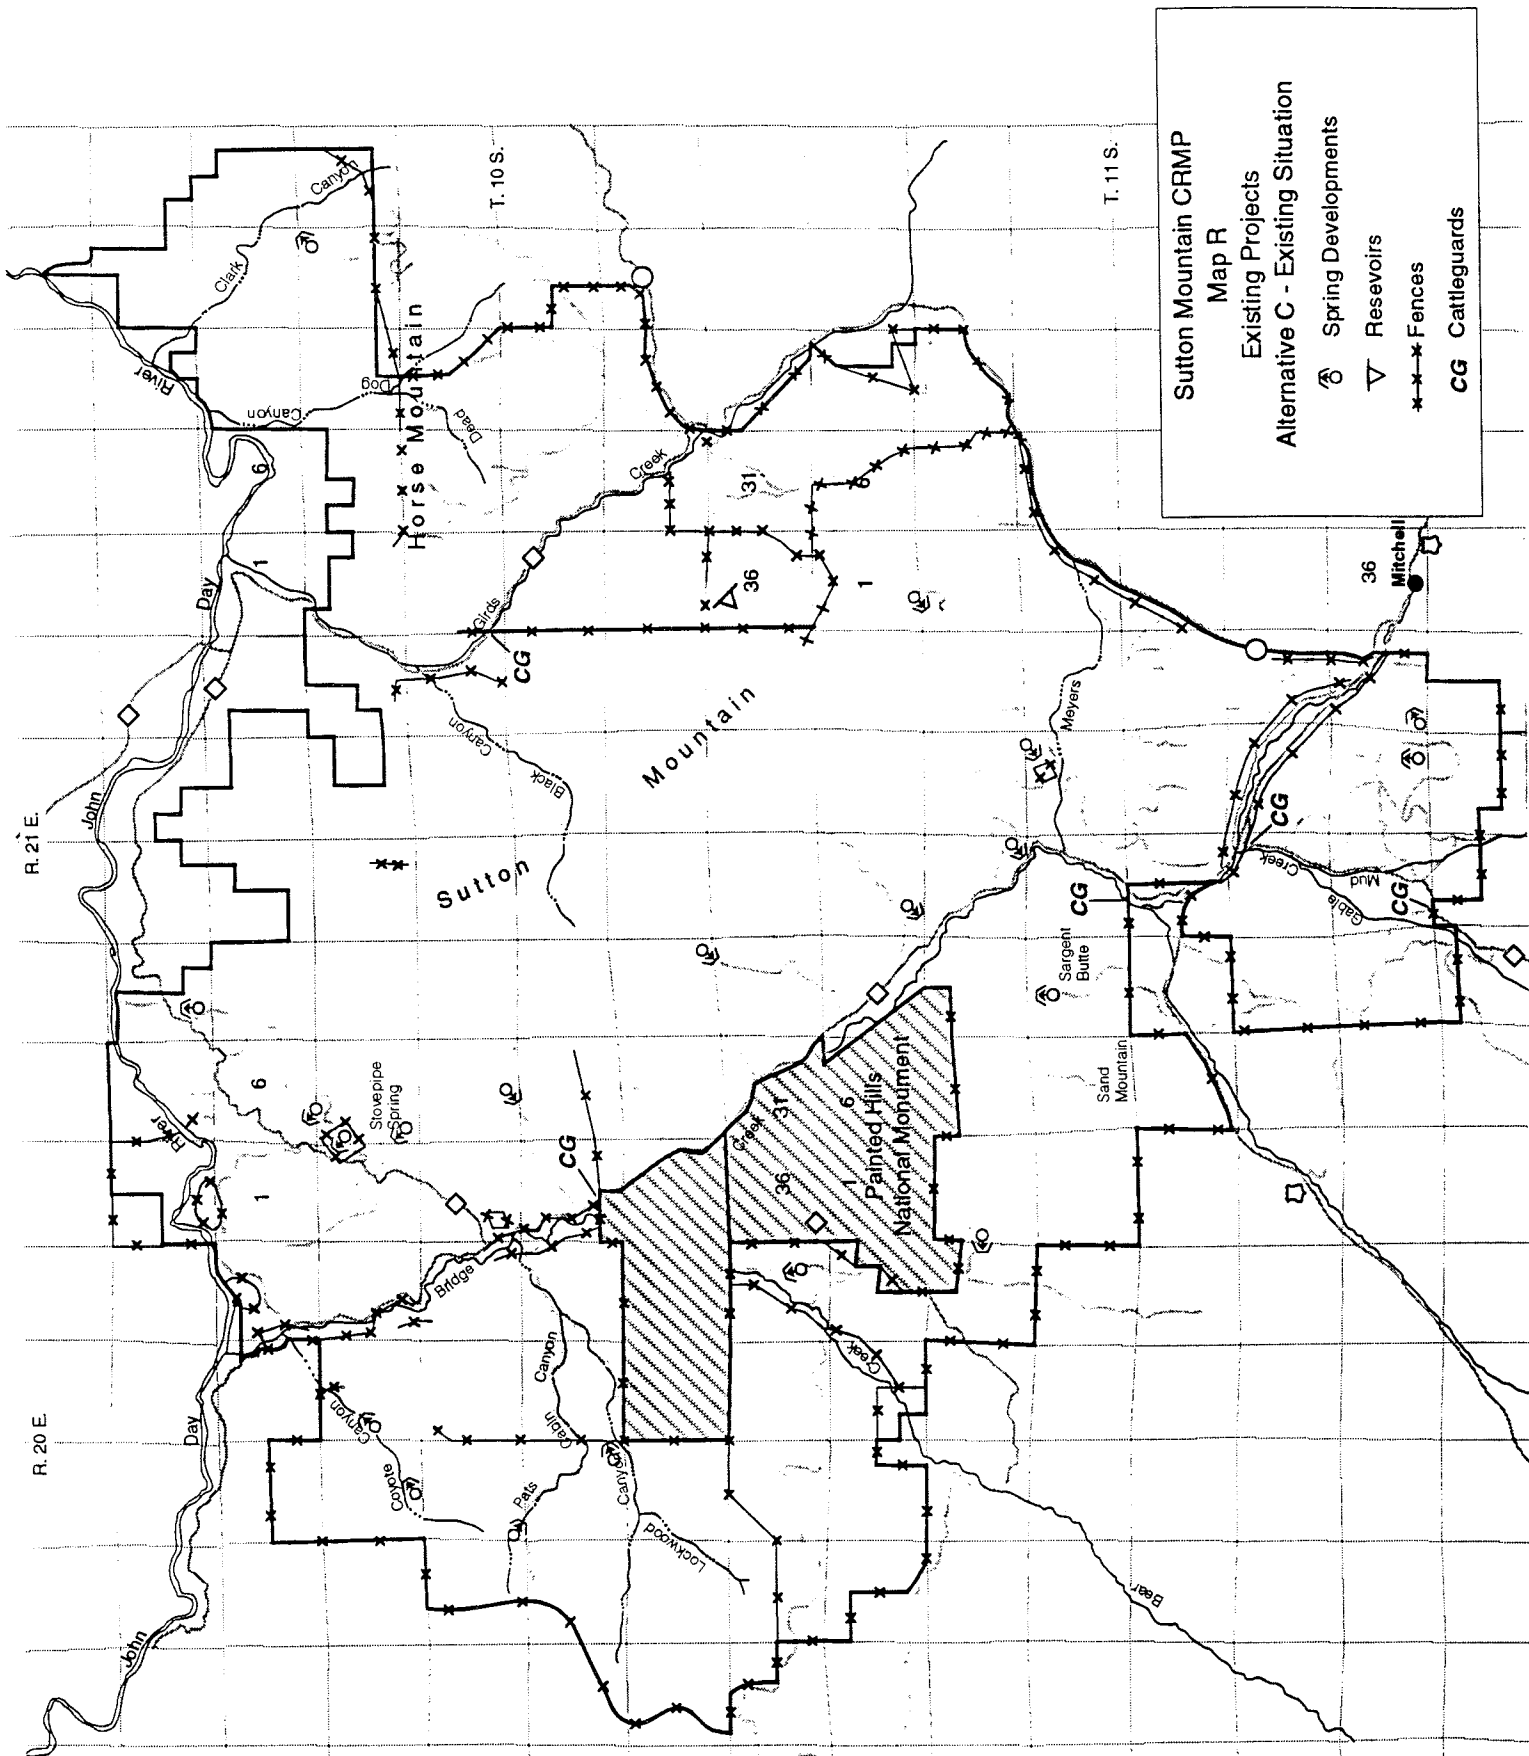 Sutton Mountain CRMP
Map R
Existing Projects
Alternative C - Existing Situation
Spring Developments
Resevoirs
Fences
CG Cattleguards
R. 20 E.
R. 21 E.
T. 10 S.
T. 11 S.
John
Day
River
John
Day
River
Clark
Canyon
Horse Mountain
Canyon
Dog
Dead
6
1
Creek
Girds
31
36
6
1
CG
Canyon
Black
Sutton
Mountain
Meyers
36
Mitchell
CG
CG
Creek
Mud
Gable
CG
Sargent
Butte
Sand
Mountain
6
1
Stovepipe
Spring
CG
Bridge
Creek
31
36
6
1
Painted Hills
National Monument
Canyon
Coyote
Canyon
Cabin
Pats
Canyon
Lockwood
Creek
Bear